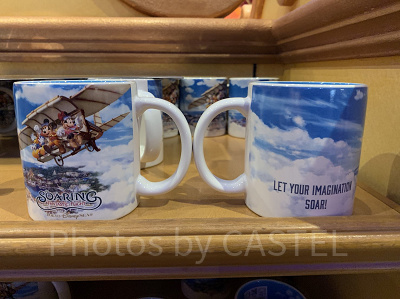 SOARING
LET YOUR IMAGINATION
SOAR!
Photos by CASTEL